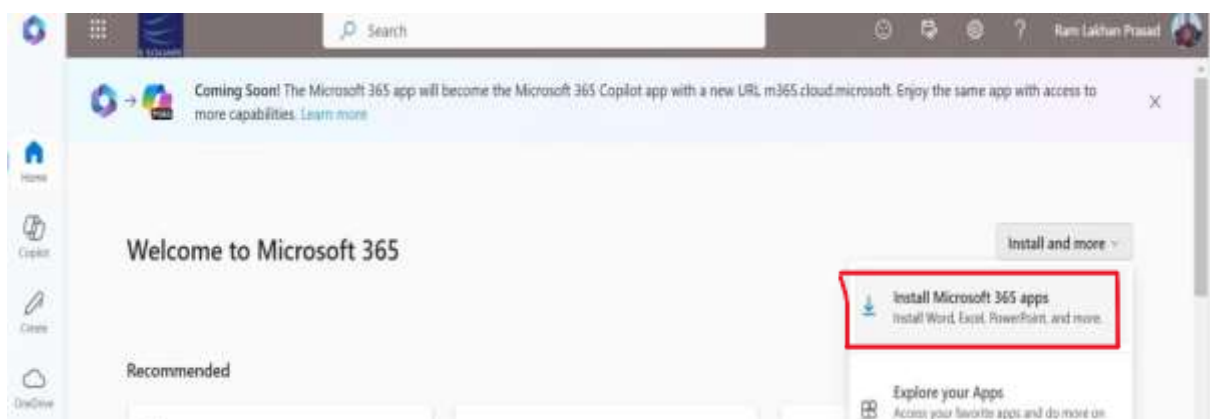 Search
?
Ram Lakhan Prasad
Coming Soon! The Microsoft 365 app will become the Microsoft 365 Copilot app with a new URL m365.cloud.microsoft. Enjoy the same app with access to
more capabilities. Learn more
Home
Copilot
Welcome to Microsoft 365
Install and more
Install Microsoft 365 apps
Install Word, Excel, PowerPoint, and more.
Create
Recommended
OneDrive
Explore your Apps
Access your favorite apps and do more on